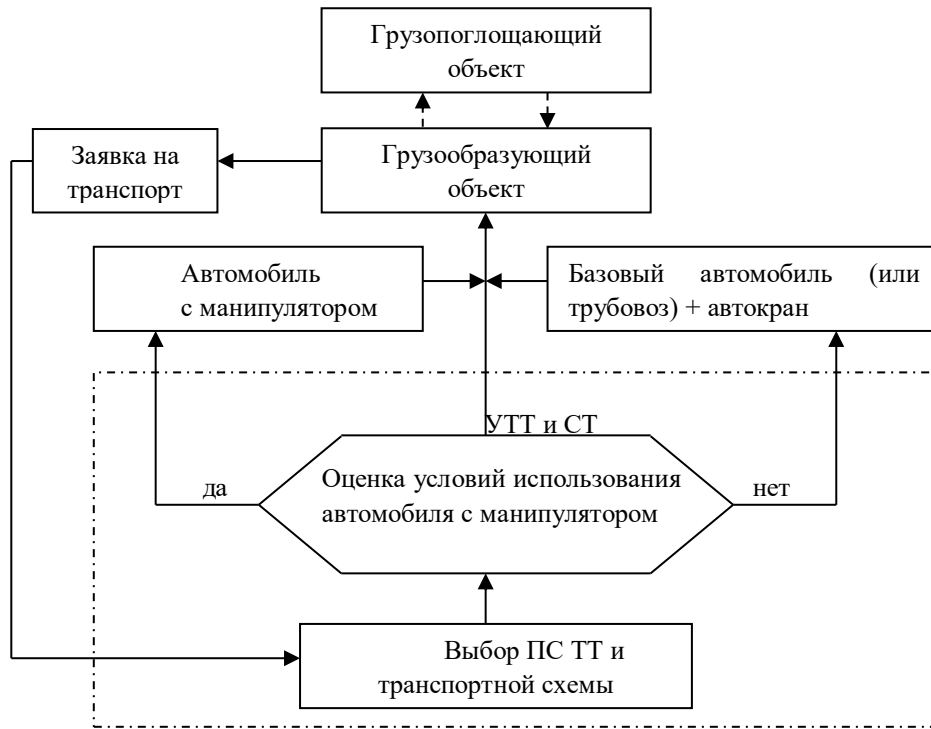 Грузопоглощающий
объект
Заявка на
транспорт
Грузообразующий
объект
Автомобиль
с манипулятором
Базовый автомобиль (или
трубовоз) + автокран
УТТ и СТ
да
Оценка условий использования
автомобиля с манипулятором
нет
Выбор ПС ТТ и
транспортной схемы